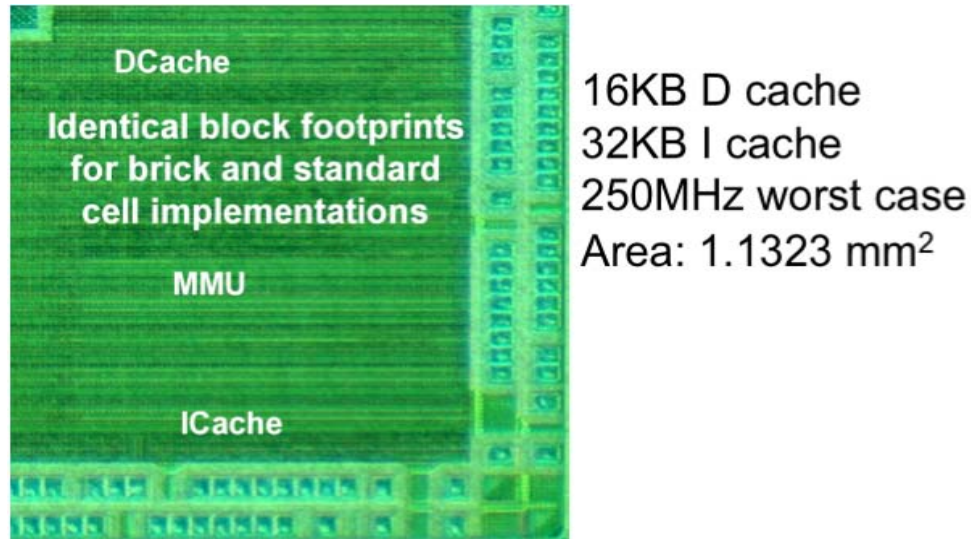 DCache
Identical block footprints
for brick and standard
cell implementations
MMU
ICache
16KB D cache
32KB I cache
250MHz worst case
Area: 1.1323 mm²